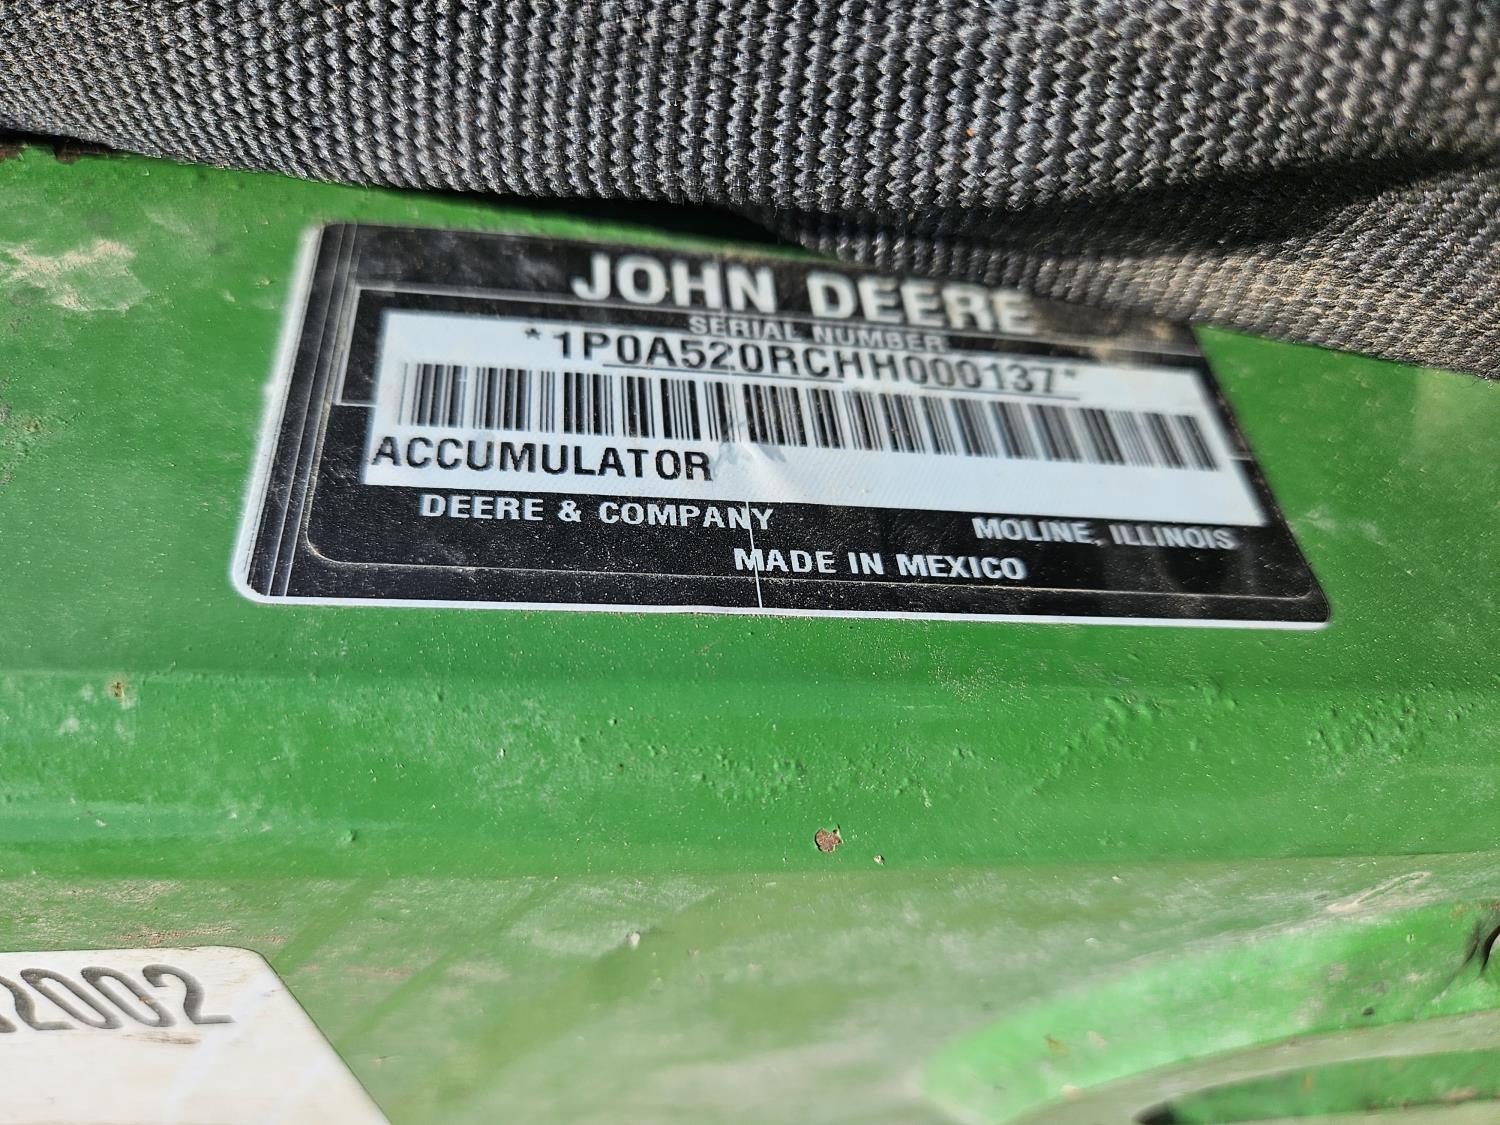 JOHN DEERE
SERIAL NUMBER
*1P0A520RCHH000137*
ACCUMULATOR
DEERE & COMPANY
MOLINE, ILLINOIS
MADE IN MEXICO
2002